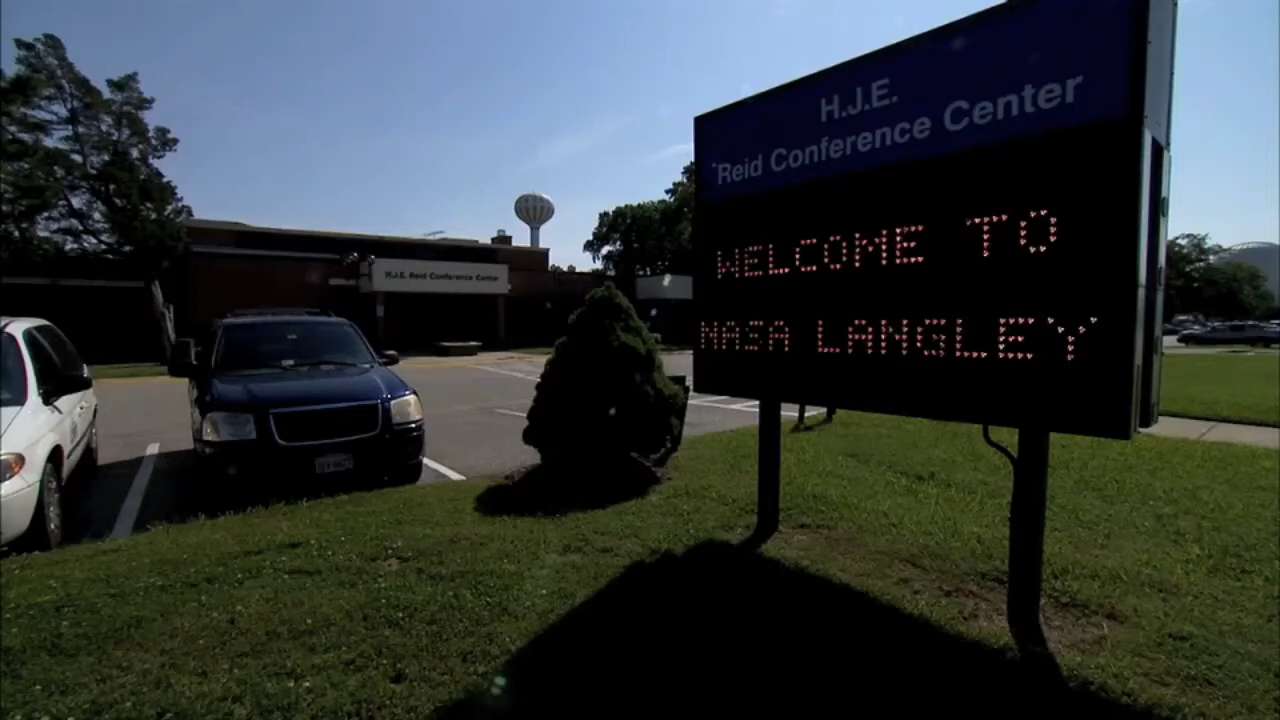 H.J.E.
Reid Conference Center
WELCOME TO
NASA LANGLEY
H.J.E. Reid Conference Center